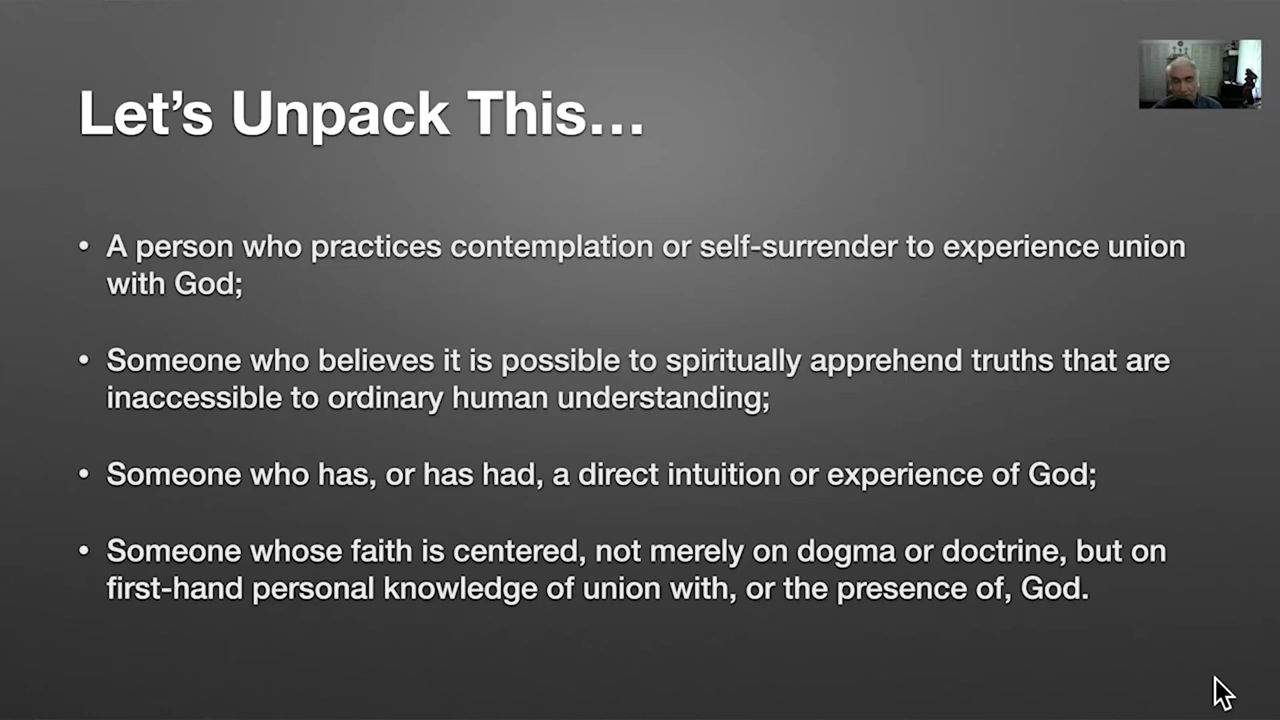 Let’s Unpack This…
• A person who practices contemplation or self-surrender to experience union
with God;
• Someone who believes it is possible to spiritually apprehend truths that are
inaccessible to ordinary human understanding;
• Someone who has, or has had, a direct intuition or experience of God;
• Someone whose faith is centered, not merely on dogma or doctrine, but on
first-hand personal knowledge of union with, or the presence of, God.